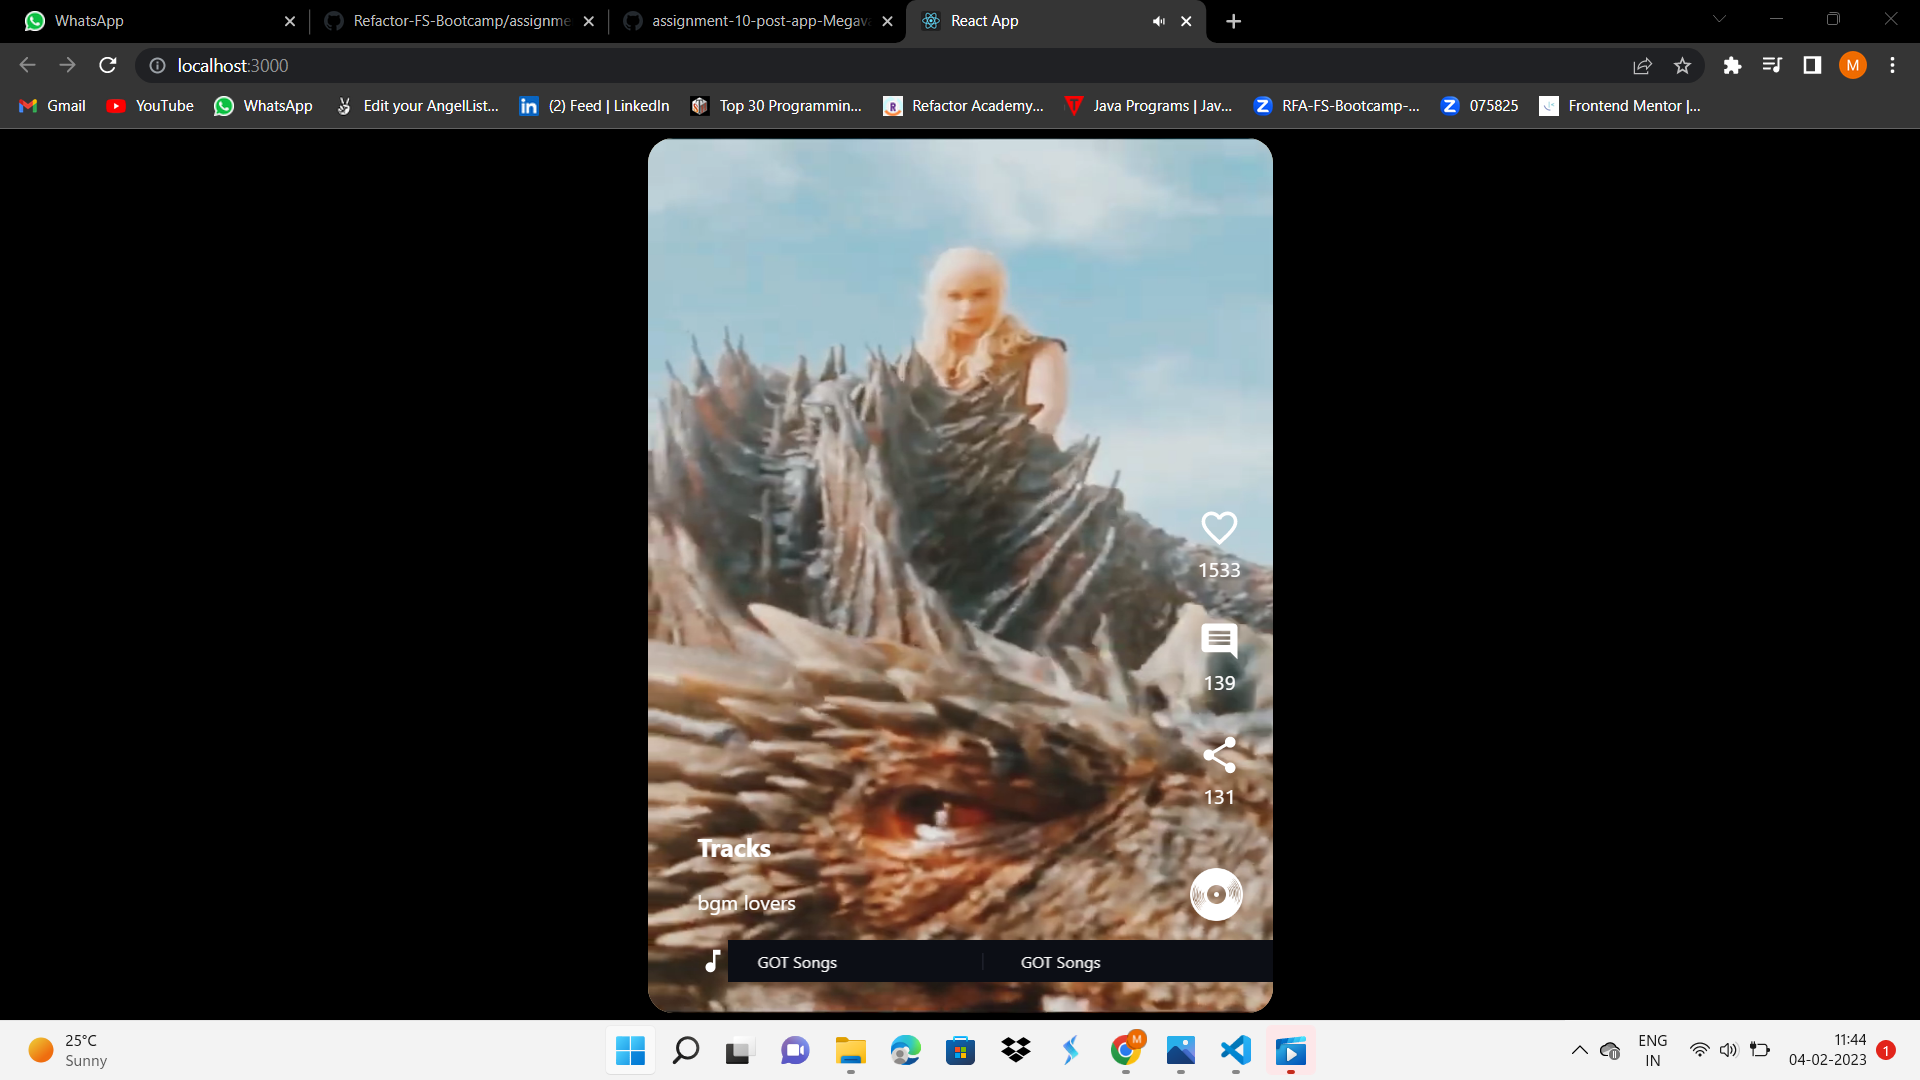 WhatsApp
Refactor-FS-Bootcamp/assignme
assignment-10-post-app-Megava
React App
localhost:3000
M
Gmail
YouTube
WhatsApp
Edit your AngelList...
(2) Feed | LinkedIn
Top 30 Programmin...
Refactor Academy...
Java Programs | Jav...
RFA-FS-Bootcamp-...
075825
Frontend Mentor |...
1533
139
131
Tracks
bgm lovers
GOT Songs
GOT Songs
25°C
Sunny
M
ENG
IN
11:44
04-02-2023
1